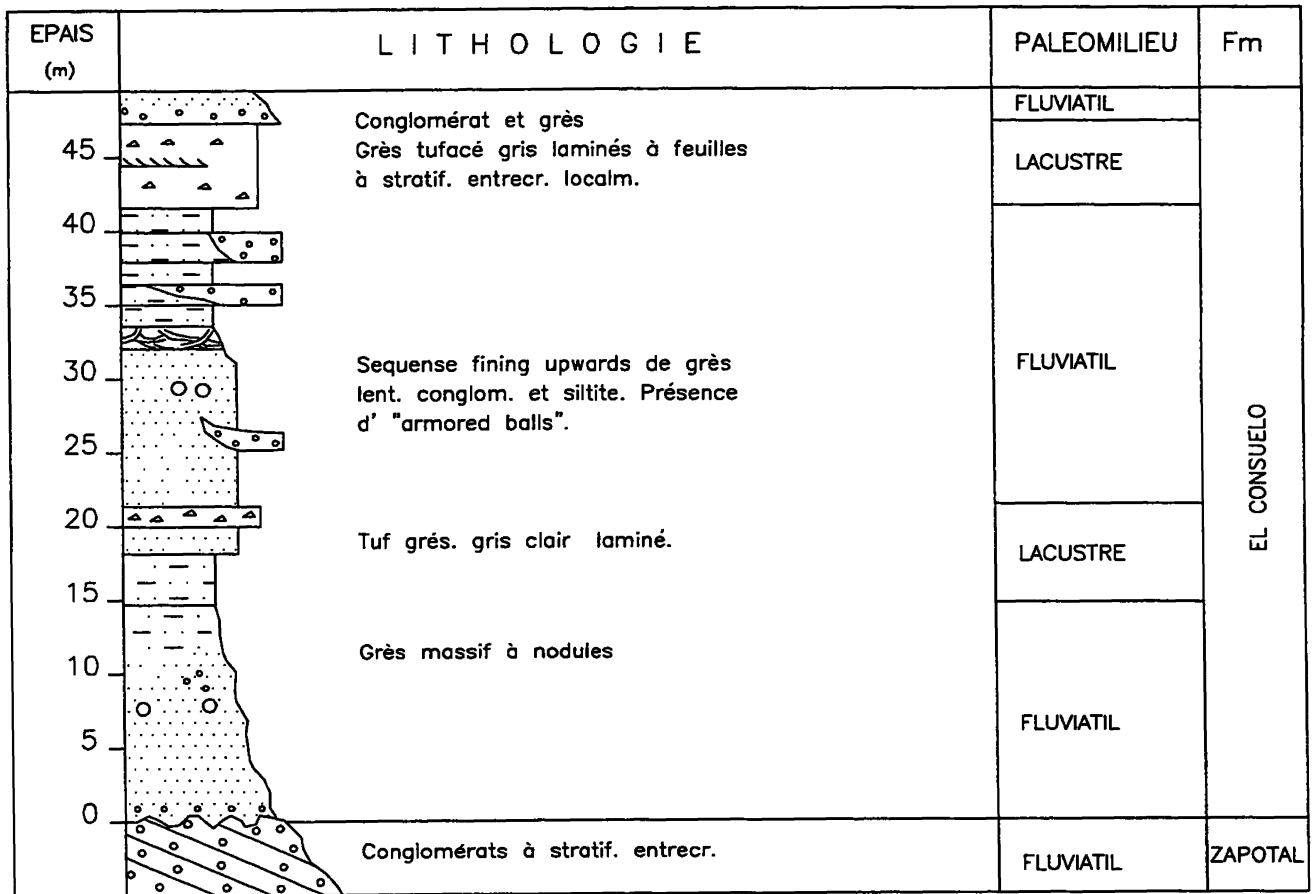 EPAIS
(m)
LITHOLOGIE
PALEOMILIEU
Fm
45
40
35
30
25
20
15
10
5
0
Conglomérat et grès
Grès tufacé gris laminés à feuilles
à stratif. entrecr. localm.
Sequense fining upwards de grès
lent. conglom. et siltite. Présence
d' "armored balls".
Tuf grés. gris clair laminé.
Grès massif à nodules
Conglomérats à stratif. entrecr.
FLUVIATIL
LACUSTRE
FLUVIATIL
LACUSTRE
FLUVIATIL
FLUVIATIL
EL CONSUELO
ZAPOTAL